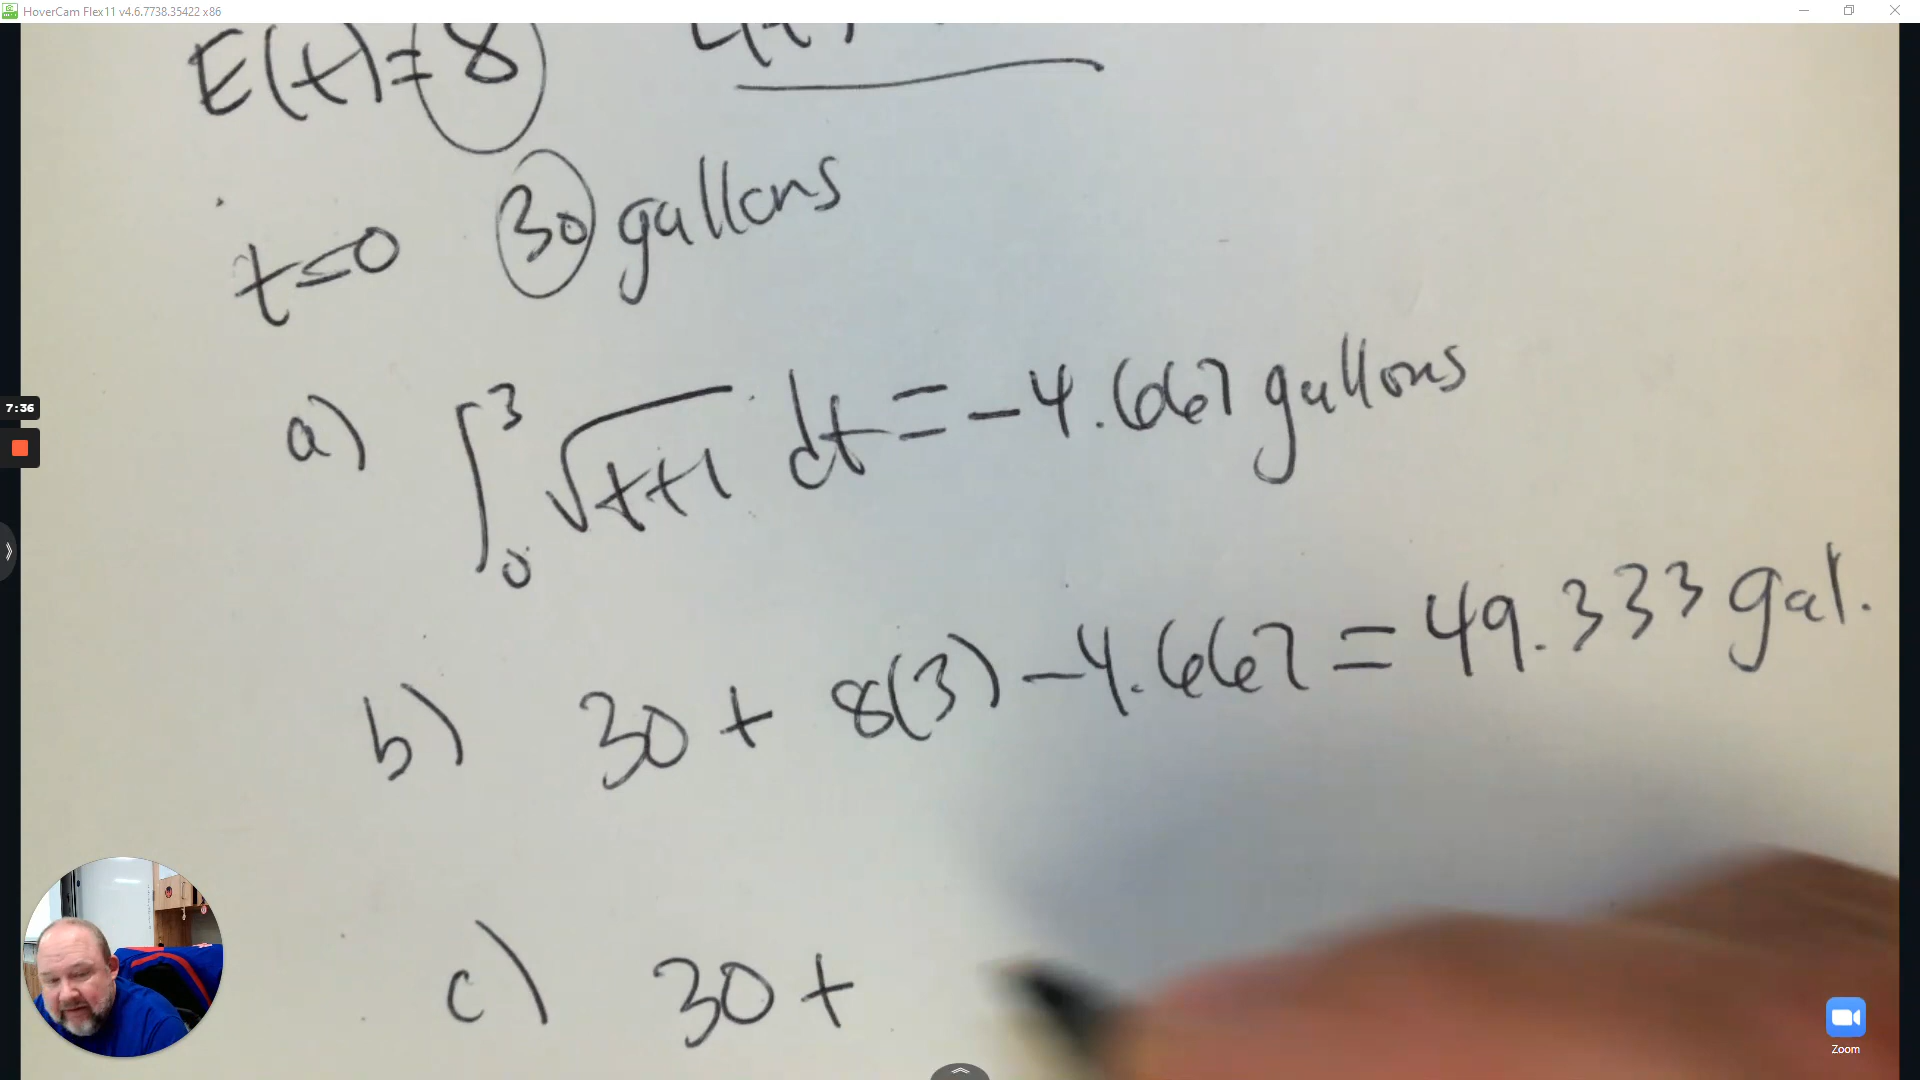 HoverCam Flex11 v4.6.7738.35422 x86
E(t)=8
t=0 30 gallons
7:36
a) ∫₀³ √t+1 dt = -4.667 gallons
b) 30 + 8(3) -4.667 = 49.333 gal.
c) 30 +
Zoom